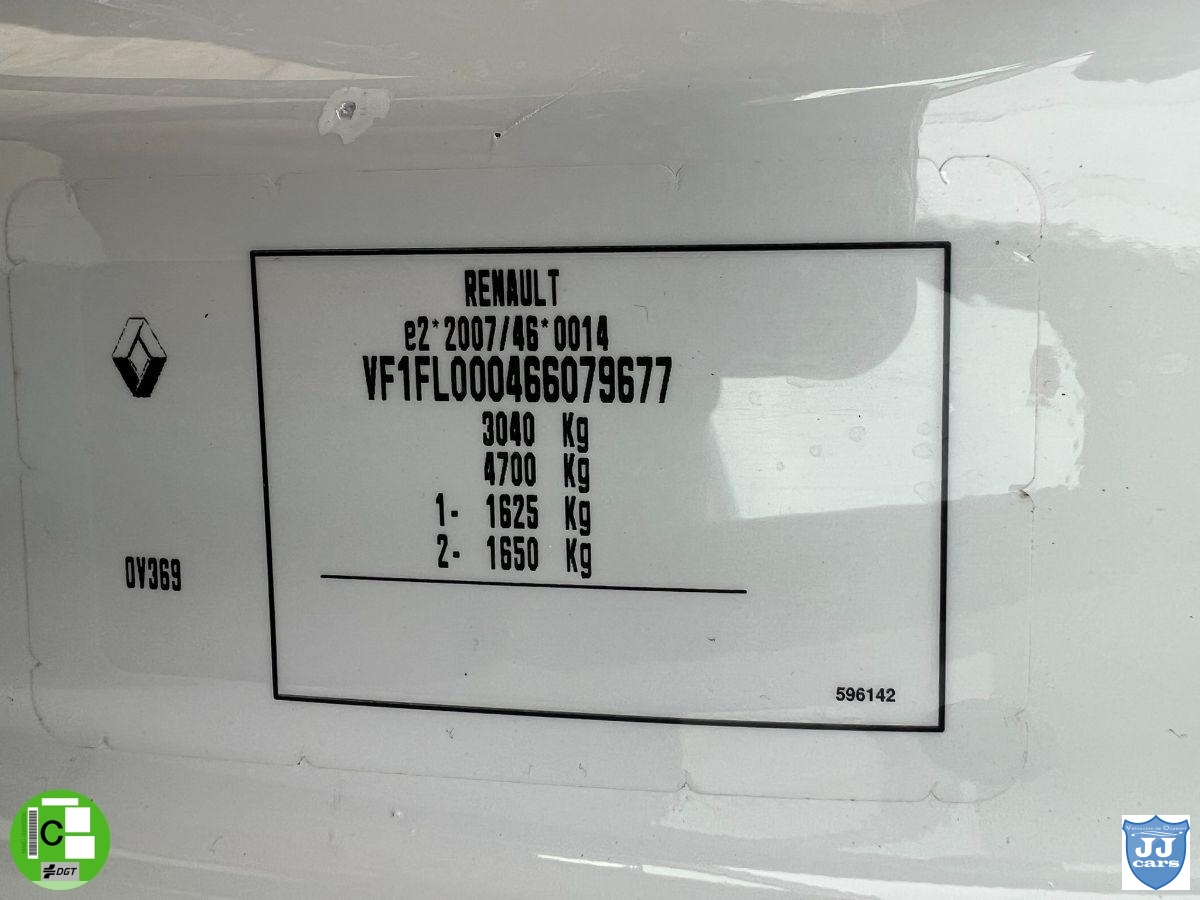 RENAULT
e2*2007/46*0014
VF1FL000466079677
3040 Kg
4700 Kg
1- 1625 Kg
2- 1650 Kg
0V369
596142
C
DGT
JJ
cars